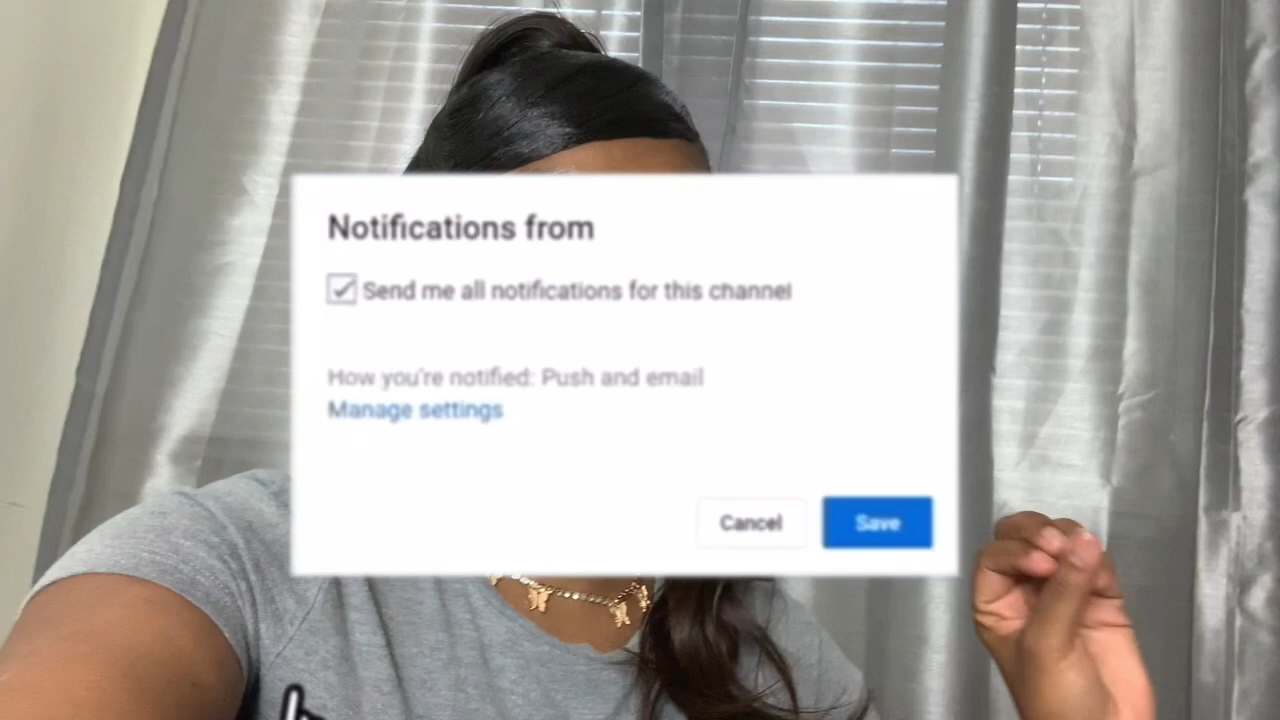 Notifications from
Send me all notifications for this channel
How you're notified: Push and email
Manage settings
Cancel
Save